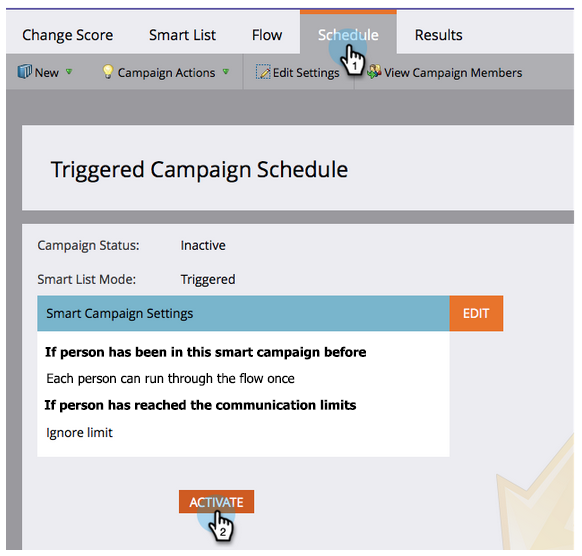 Change Score Smart List Flow Schedule Results
New Campaign Actions Edit Settings View Campaign Members
1
Triggered Campaign Schedule
Campaign Status: Inactive
Smart List Mode: Triggered
Smart Campaign Settings EDIT
If person has been in this smart campaign before
Each person can run through the flow once
If person has reached the communication limits
Ignore limit
ACTIVATE
2